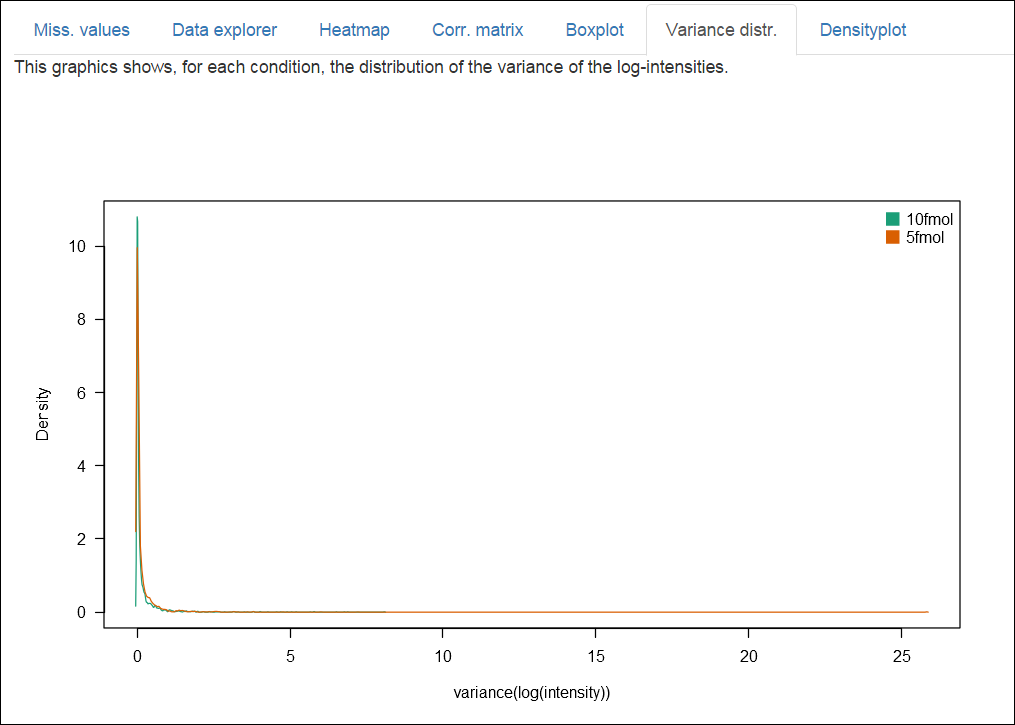 Miss. values Data explorer Heatmap Corr. matrix Boxplot Variance distr. Densityplot
This graphics shows, for each condition, the distribution of the variance of the log-intensities.
10fmol
5fmol
10
8
6
4
2
0
Density
0 5 10 15 20 25
variance(log(intensity))